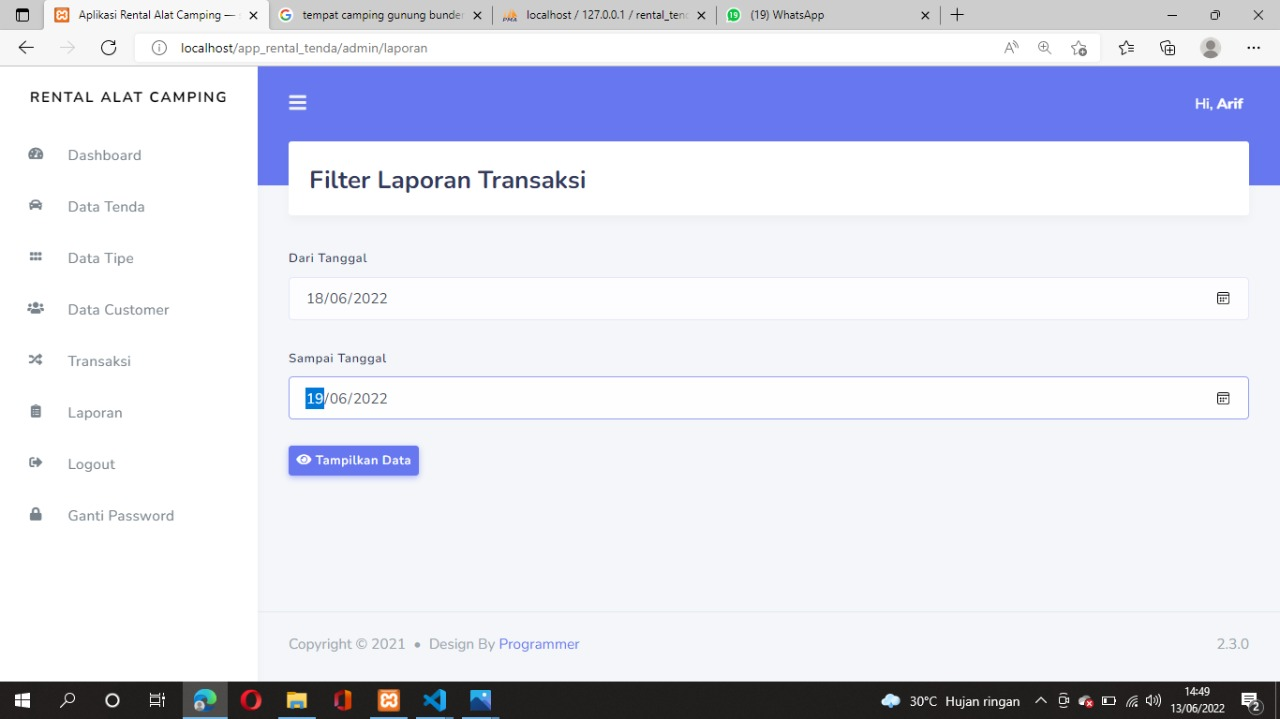 Aplikasi Rental Alat Camping —
tempat camping gunung bunde
localhost / 127.0.0.1 / rental_ten
(19) WhatsApp
localhost/app_rental_tenda/admin/laporan
RENTAL ALAT CAMPING
Hi, Arif
Dashboard
Data Tenda
Data Tipe
Data Customer
Transaksi
Laporan
Logout
Ganti Password
Filter Laporan Transaksi
Dari Tanggal
18/06/2022
Sampai Tanggal
19/06/2022
Tampilkan Data
Copyright © 2021 • Design By Programmer
2.3.0
30°C Hujan ringan
14:49
13/06/2022
2